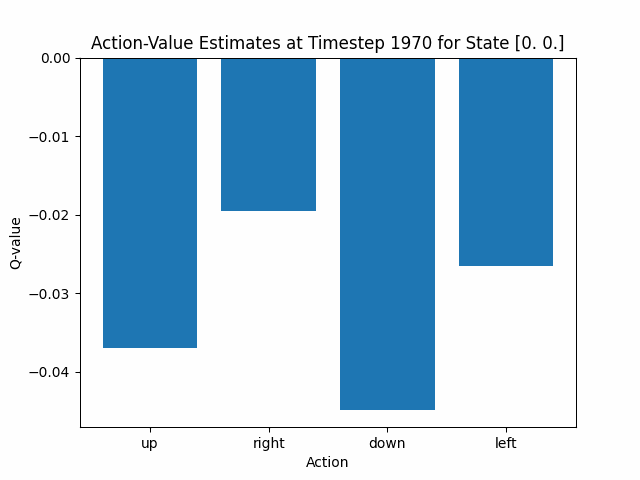 Action-Value Estimates at Timestep 1970 for State [0. 0.]
0.00
−0.01
−0.02
−0.03
−0.04
Q-value
up right down left
Action